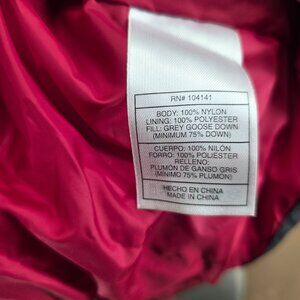 RN# 104141
BODY: 100% NYLON
LINING: 100% POLYESTER
FILL: GREY GOOSE DOWN
(MINIMUM 75% DOWN)
CUERPO: 100% NILÓN
FORRO: 100% POLIÉSTER
RELLENO:
PLUMÓN DE GANSO GRIS
(MÍNIMO 75% PLUMÓN)
HECHO EN CHINA
MADE IN CHINA